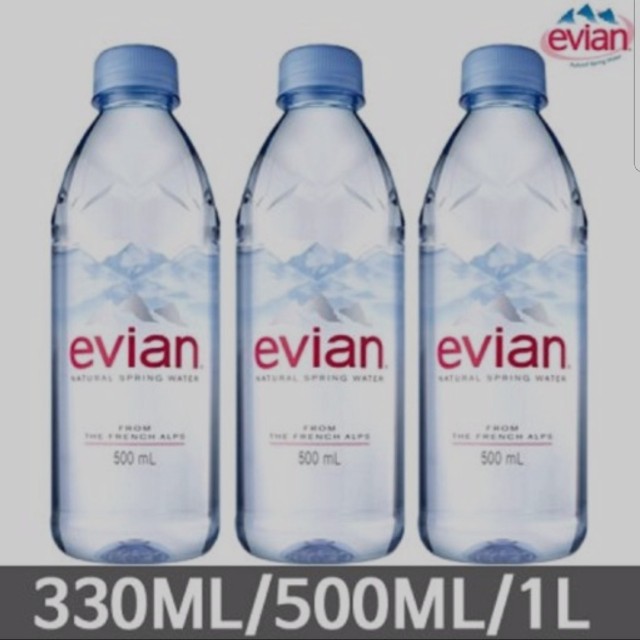 evian
Natural Spring Water
evian
NATURAL SPRING WATER
FROM
THE FRENCH ALPS
500 mL
evian
NATURAL SPRING WATER
FROM
THE FRENCH ALPS
500 mL
evian
NATURAL SPRING WATER
FROM
THE FRENCH ALPS
500 mL
330ML/500ML/1L